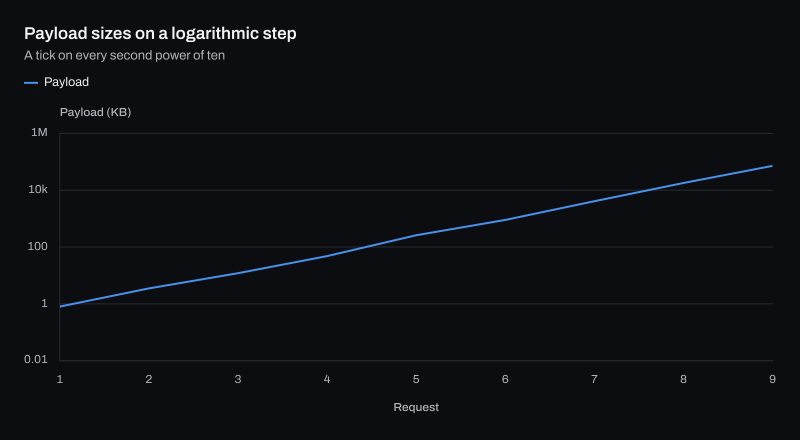 Payload sizes on a logarithmic step
A tick on every second power of ten
Payload
Payload (KB)
1M
10k
100
1
0.01
1 2 3 4 5 6 7 8 9
Request